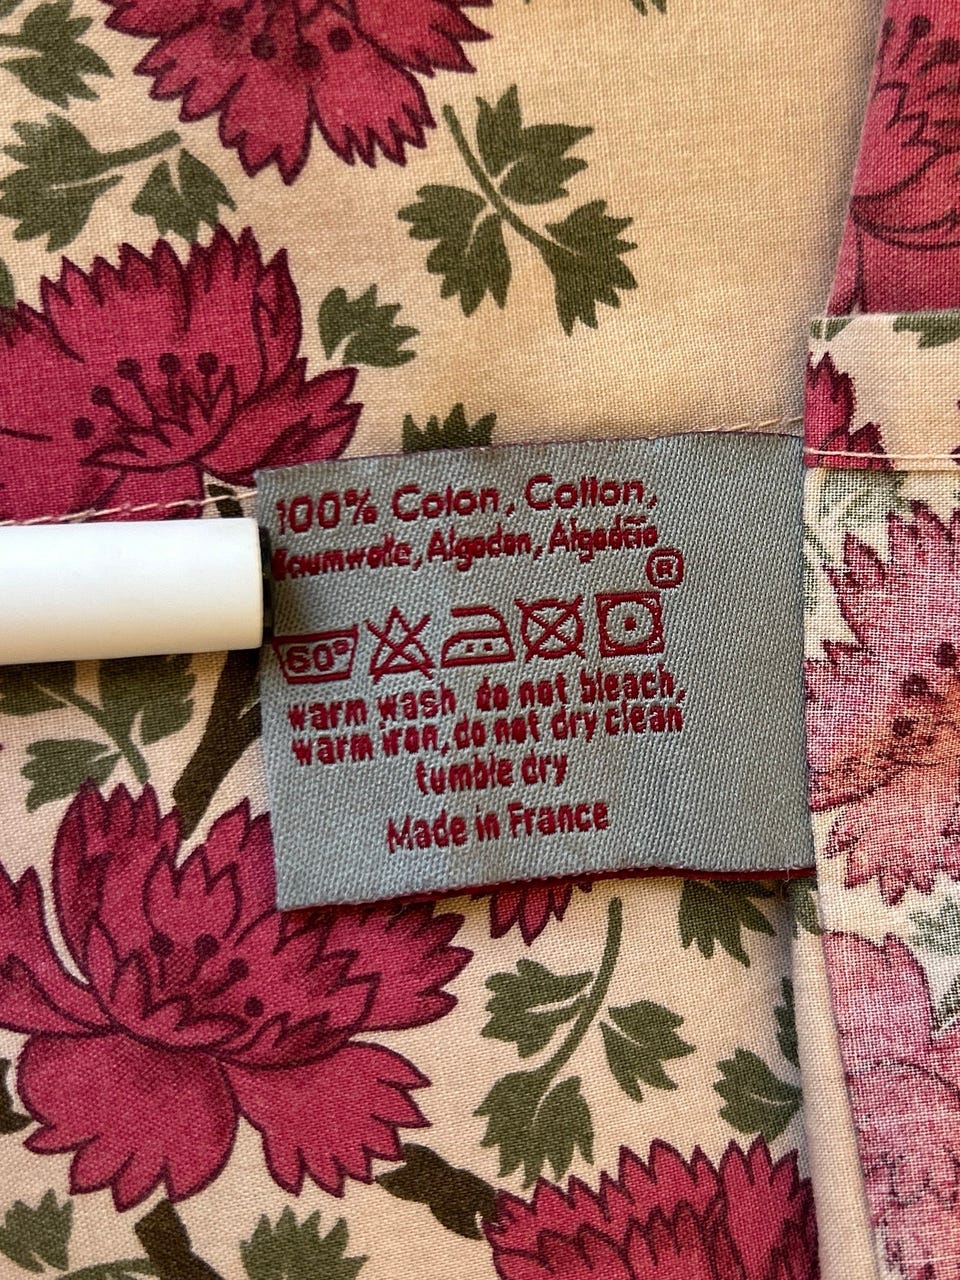 100% Coton, Cotton,
Baumwolle, Algodon, Algodão
®
60°
warm wash do not bleach,
warm iron, do not dry clean
tumble dry
Made in France